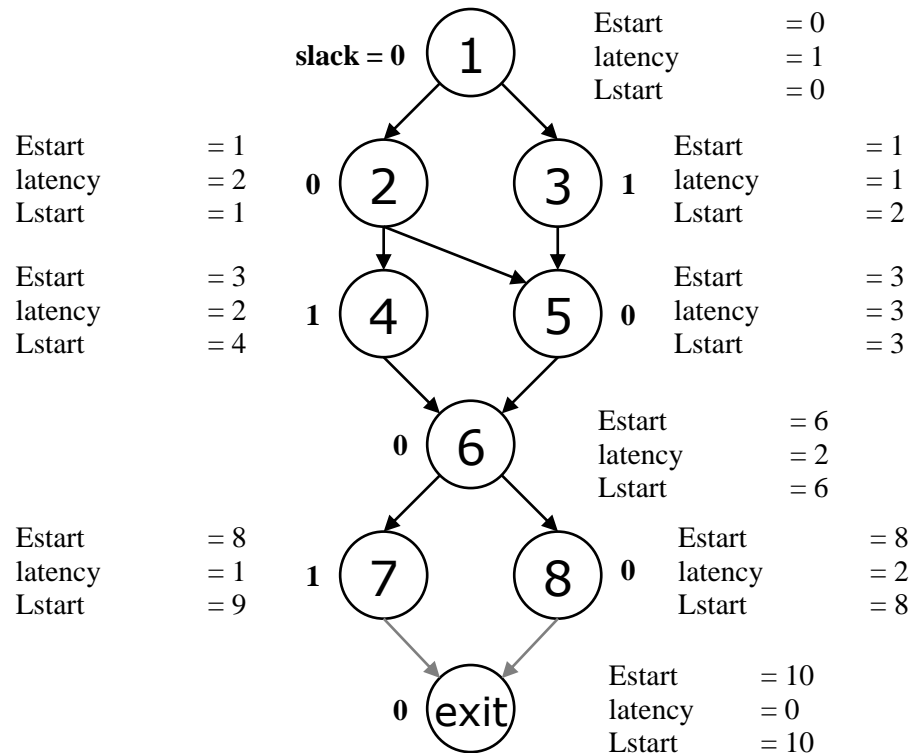 Estart = 0
slack = 0 1 latency = 1
Lstart = 0
Estart = 1 Estart = 1
latency = 2 0 2 3 1 latency = 1
Lstart = 1 Lstart = 2
Estart = 3 Estart = 3
latency = 2 1 4 5 0 latency = 3
Lstart = 4 Lstart = 3
Estart = 6
0 6 latency = 2
Lstart = 6
Estart = 8 Estart = 8
latency = 1 1 7 8 0 latency = 2
Lstart = 9 Lstart = 8
Estart = 10
0 exit latency = 0
Lstart = 10